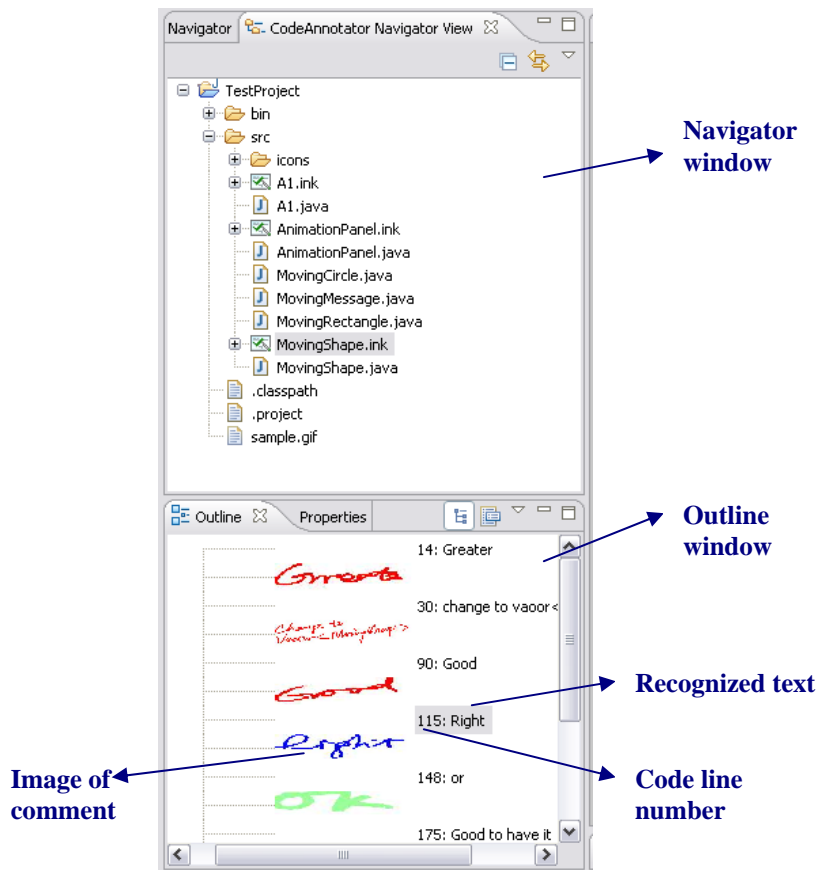 Navigator
CodeAnnotator Navigator View
TestProject
bin
src
icons
A1.ink
A1.java
AnimationPanel.ink
AnimationPanel.java
MovingCircle.java
MovingMessage.java
MovingRectangle.java
MovingShape.ink
MovingShape.java
.classpath
.project
sample.gif
Navigator
window
Outline
Properties
Outline
window
14: Greater
30: change to vaoor<
Change to
90: Good
Good
Recognized text
115: Right
Right
Image of
comment
Code line
number
148: or
OK
175: Good to have it